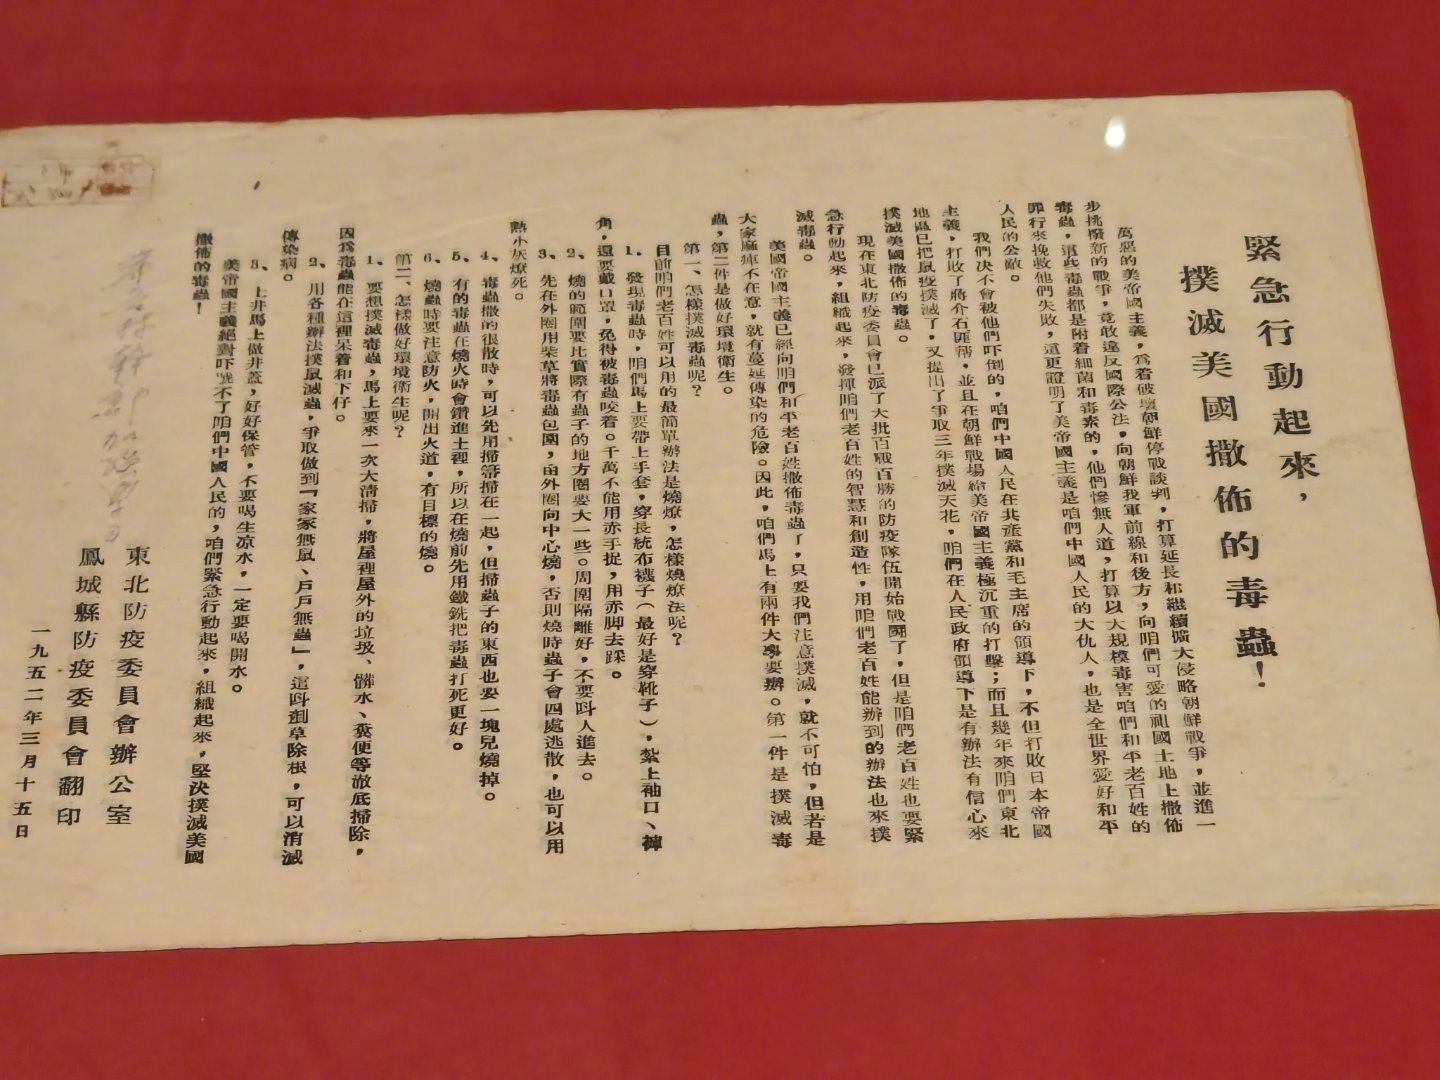 緊急行動起來，
撲滅美國撒佈的毒蟲！
萬惡的美帝國主義，爲着破壞朝鮮停戰談判，打算延長和繼續擴大侵略朝鮮戰爭，並進一
步挑撥新的戰爭，竟敢違反國際公法，向朝鮮我軍前線和後方，向咱們可愛的祖國土地上撒佈
毒蟲，這些毒蟲都是附着細菌和毒素的，他們慘無人道，打算以大規模毒害咱們和平老百姓的
罪行來挽救他們失敗，這更證明了美帝國主義是咱們中國人民的大仇人，也是全世界愛好和平
人民的公敵。
我們決不會被他們吓倒的，咱們中國人民在共產黨和毛主席的領導下，不但打敗日本帝國
主義，打敗了蔣介石匪幫，並且在朝鮮戰場給美帝國主義極沉重的打擊；而且幾年來咱們東北
地區已把鼠疫撲滅了，又提出了爭取三年撲滅天花，咱們在人民政府領導下是有辦法有信心來
撲滅美國撒佈的毒蟲。
現在東北防疫委員會已派了大批百戰百勝的防疫隊伍開始戰鬥了，但是咱們老百姓也要緊
急行動起來，組織起來，發揮咱們老百姓的智慧和創造性，用咱們老百姓能辦到的辦法也來撲
滅毒蟲。
美國帝國主義已經向咱們和平老百姓撒佈毒蟲了，只要我們注意撲滅，就不可怕，但若是
大家麻痺不在意，就有蔓延傳染的危險。因此，咱們馬上有兩件大事要辦。第一件是撲滅毒
蟲，第二件是做好環境衛生。
第一、怎樣撲滅毒蟲呢？
目前咱們老百姓可以用的最簡單辦法是燒燎，怎樣燒燎法呢？
1、發現毒蟲時，咱們馬上要帶上手套，穿長統布襪子（最好是穿靴子），紮上袖口、褲
角，還要戴口罩，免得被毒蟲咬着。千萬不能用赤手捉，用赤脚去踩。
2、燒的範圍要比實際有蟲子的地方圈要大一些。周圍隔離好，不要叫人進去。
3、先在外圈用柴草將毒蟲包圍，由外圈向中心燒，否則燒時蟲子會四處逃散，也可以用
熱小灰燎死。
4、毒蟲撒的很散時，可以先用掃箒掃在一起，但掃蟲子的東西也要一塊兒燒掉。
5、有的毒蟲在燒火時會鑽進土裡，所以在燒前先用鐵銑把毒蟲打死更好。
6、燒蟲時要注意防火，開出火道，有目標的燒。
第二、怎樣做好環境衛生呢？
1、要想撲滅毒蟲，馬上要來一次大清掃，將屋裡屋外的垃圾、髒水、糞便等澈底掃除，
因爲毒蟲能在這裡呆着和下仔。
2、用各種辦法撲鼠滅蟲，爭取做到「家家無鼠、戶戶無蟲」，這叫剷草除根，可以消滅
傳染病。
3、上井馬上做井蓋，好好保管，不要喝生凉水，一定要喝開水。
美帝國主義絕對吓唬不了咱們中國人民的，咱們緊急行動起來，組織起來，堅決撲滅美國
撒佈的毒蟲！
東北防疫委員會辦公室
鳳城縣防疫委員會翻印
一九五二年三月十五日